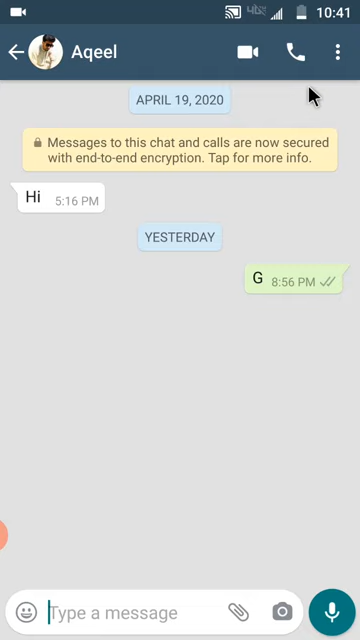 10:41
Aqeel
APRIL 19, 2020
Messages to this chat and calls are now secured
with end-to-end encryption. Tap for more info.
Hi 5:16 PM
YESTERDAY
G 8:56 PM
Type a message